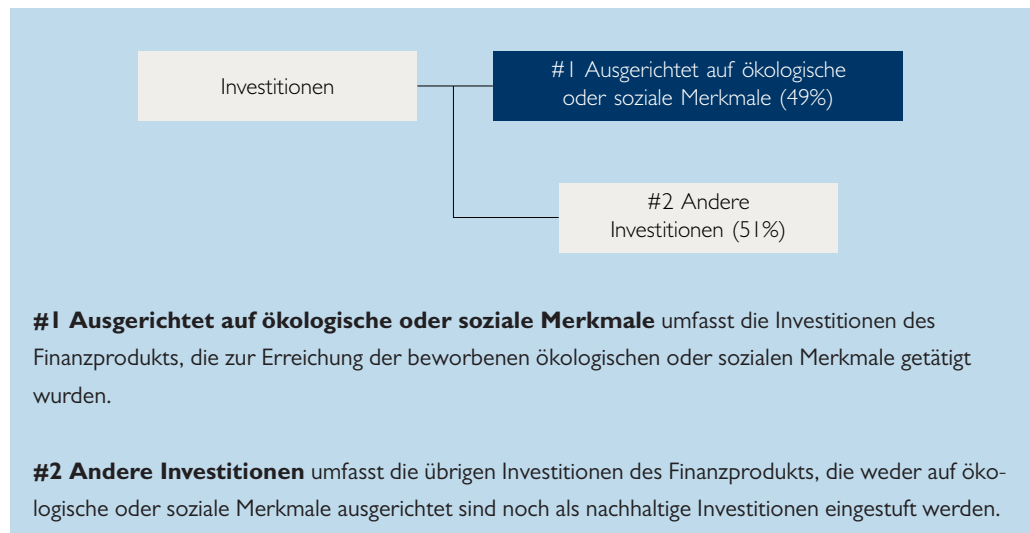 Investitionen
#1 Ausgerichtet auf ökologische
oder soziale Merkmale (49%)
#2 Andere
Investitionen (51%)
#1 Ausgerichtet auf ökologische oder soziale Merkmale umfasst die Investitionen des
Finanzprodukts, die zur Erreichung der beworbenen ökologischen oder sozialen Merkmale getätigt
wurden.
#2 Andere Investitionen umfasst die übrigen Investitionen des Finanzprodukts, die weder auf öko-
logische oder soziale Merkmale ausgerichtet sind noch als nachhaltige Investitionen eingestuft werden.